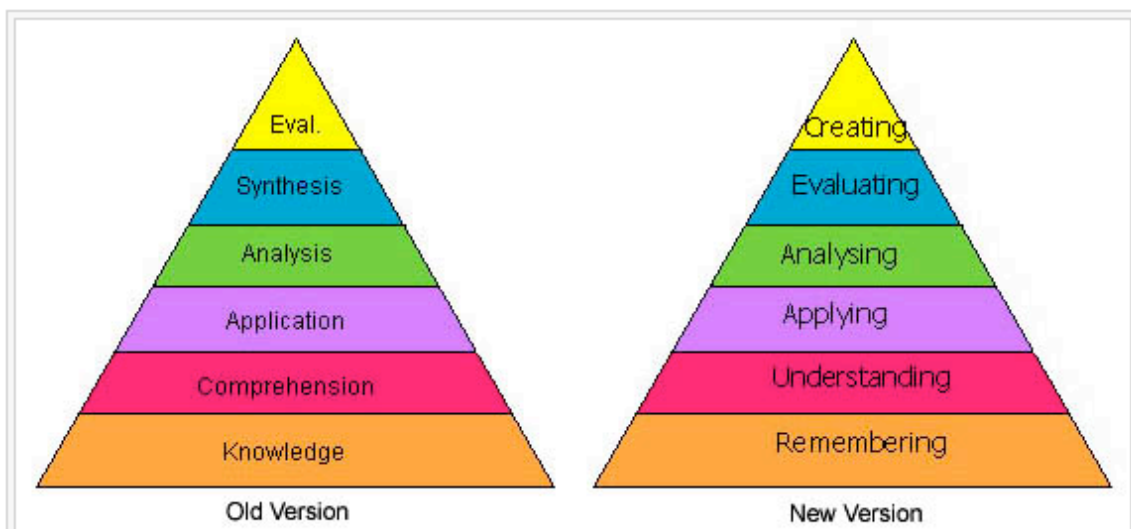 Eval.
Synthesis
Analysis
Application
Comprehension
Knowledge
Old Version
Creating
Evaluating
Analysing
Applying
Understanding
Remembering
New Version